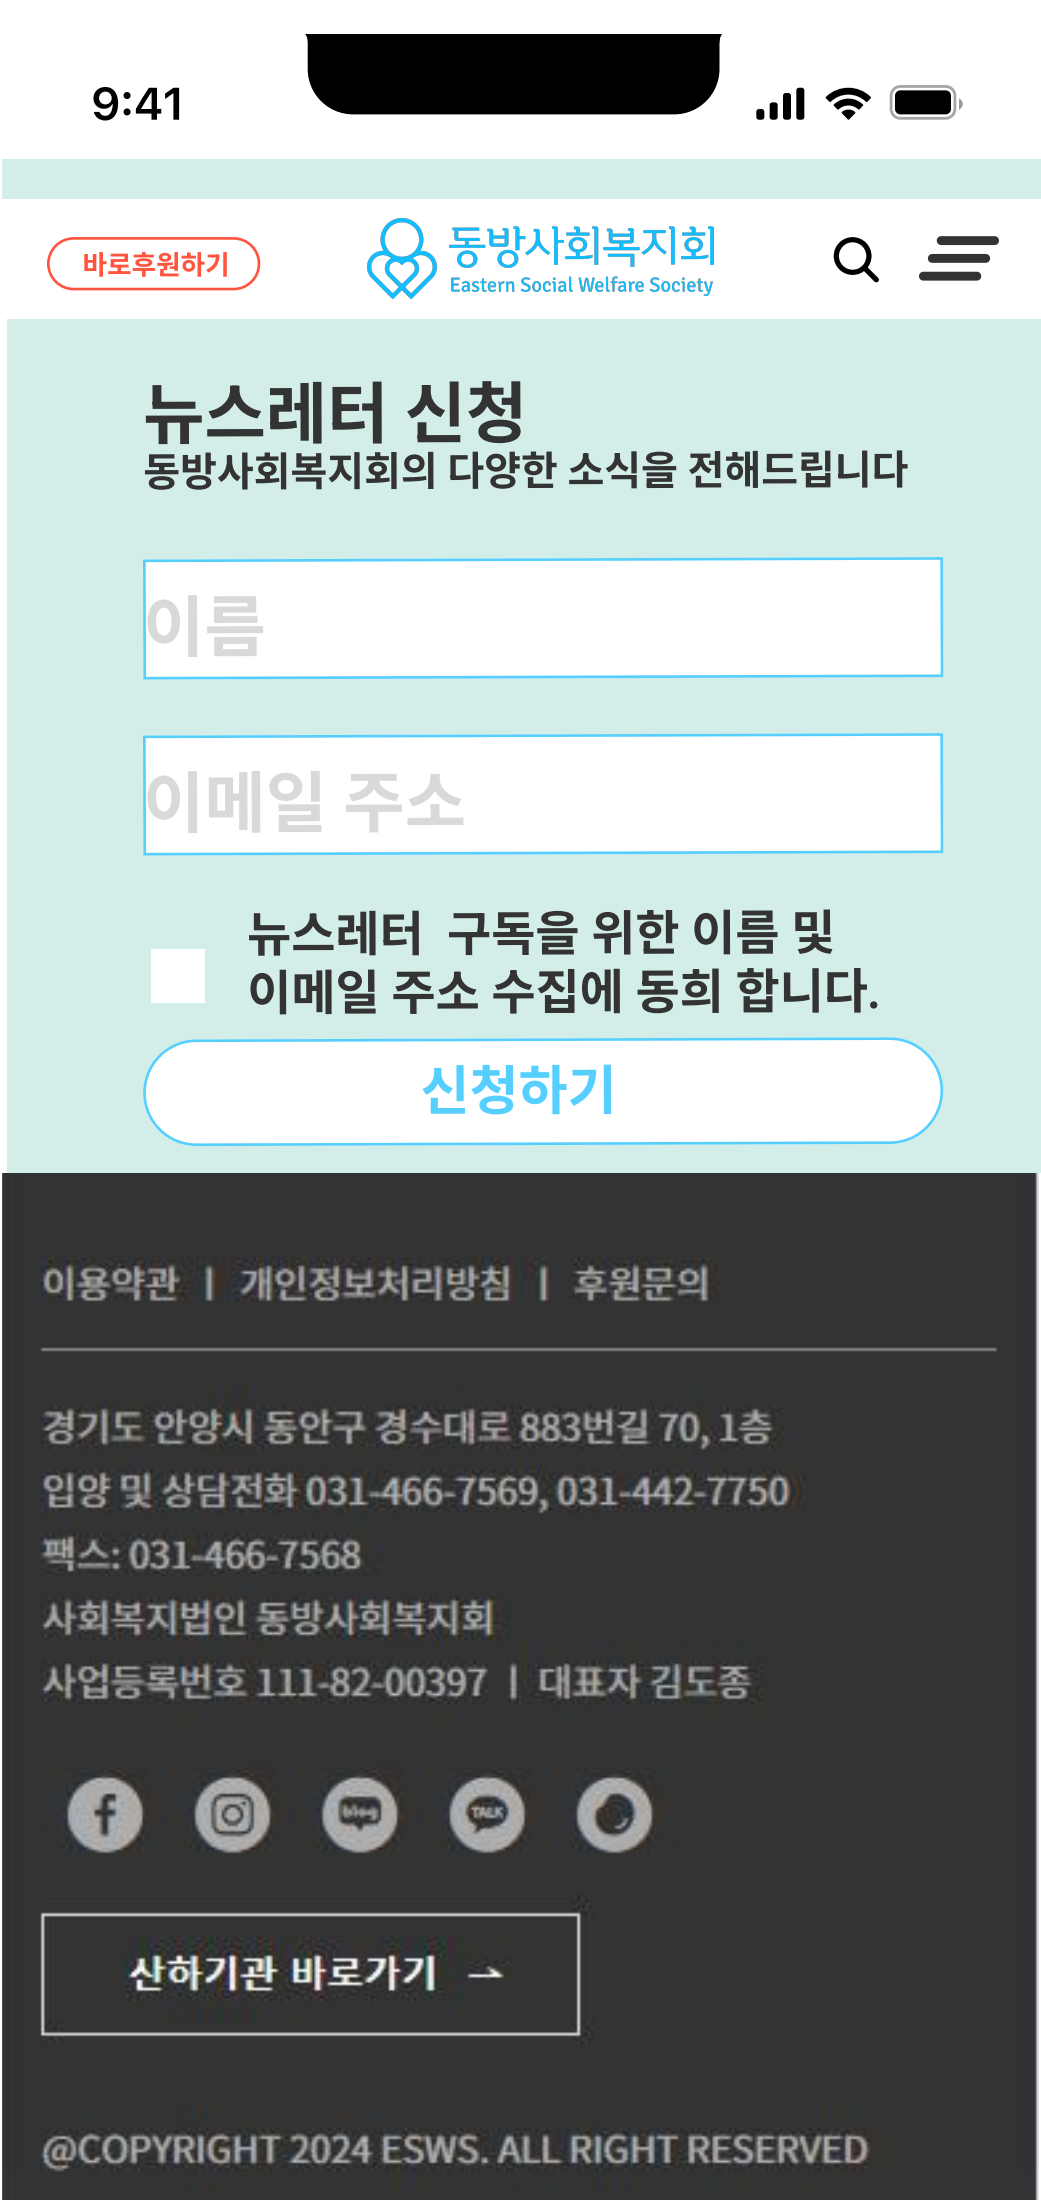 9:41
바로후원하기
동방사회복지회
Eastern Social Welfare Society
뉴스레터 신청
동방사회복지회의 다양한 소식을 전해드립니다
이름
이메일 주소
뉴스레터 구독을 위한 이름 및
이메일 주소 수집에 동희 합니다.
신청하기
이용약관 | 개인정보처리방침 | 후원문의
경기도 안양시 동안구 경수대로 883번길 70, 1층
입양 및 상담전화 031-466-7569, 031-442-7750
팩스: 031-466-7568
사회복지법인 동방사회복지회
사업등록번호 111-82-00397 | 대표자 김도종
blog
TALK
산하기관 바로가기
@COPYRIGHT 2024 ESWS. ALL RIGHT RESERVED